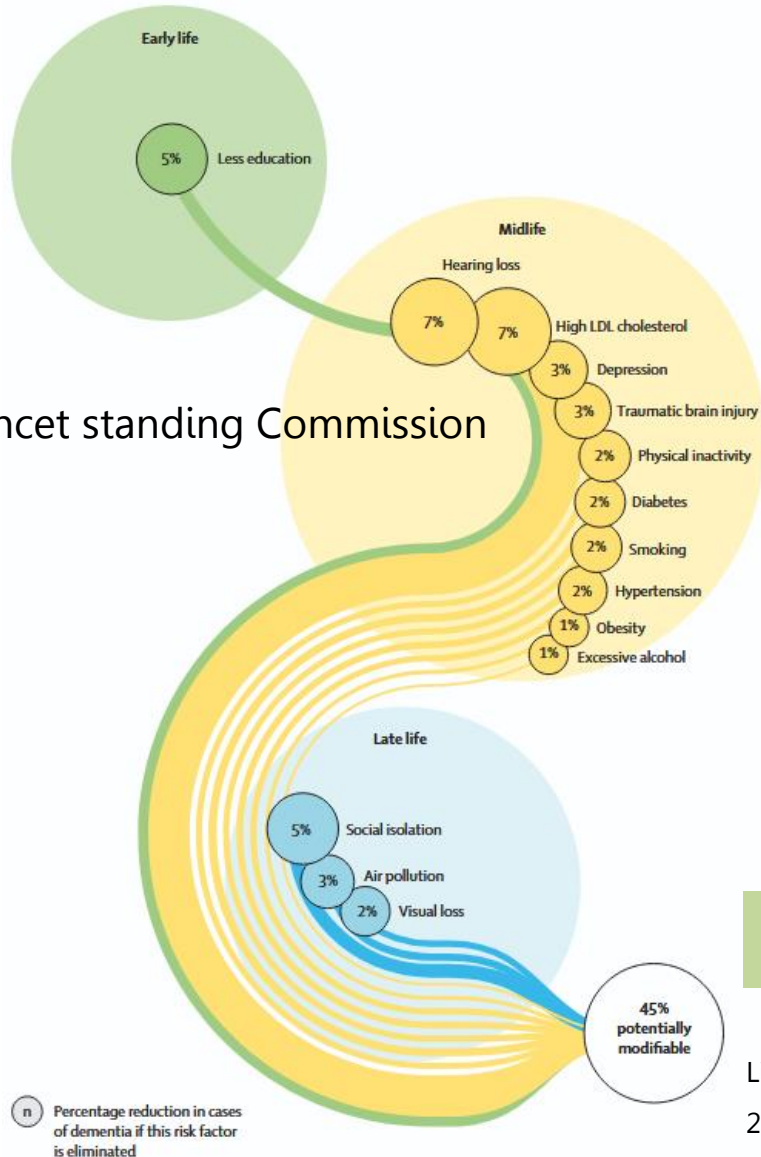 Early life
5%
Less education
Midlife
Hearing loss
7%
7%
High LDL cholesterol
3%
Depression
ncet standing Commission
3%
Traumatic brain injury
2%
Physical inactivity
2%
Diabetes
2%
Smoking
2%
Hypertension
1%
Obesity
1%
Excessive alcohol
Late life
5%
Social isolation
3%
Air pollution
2%
Visual loss
45%
potentially
modifiable
L
2
n
Percentage reduction in cases
of dementia if this risk factor
is eliminated